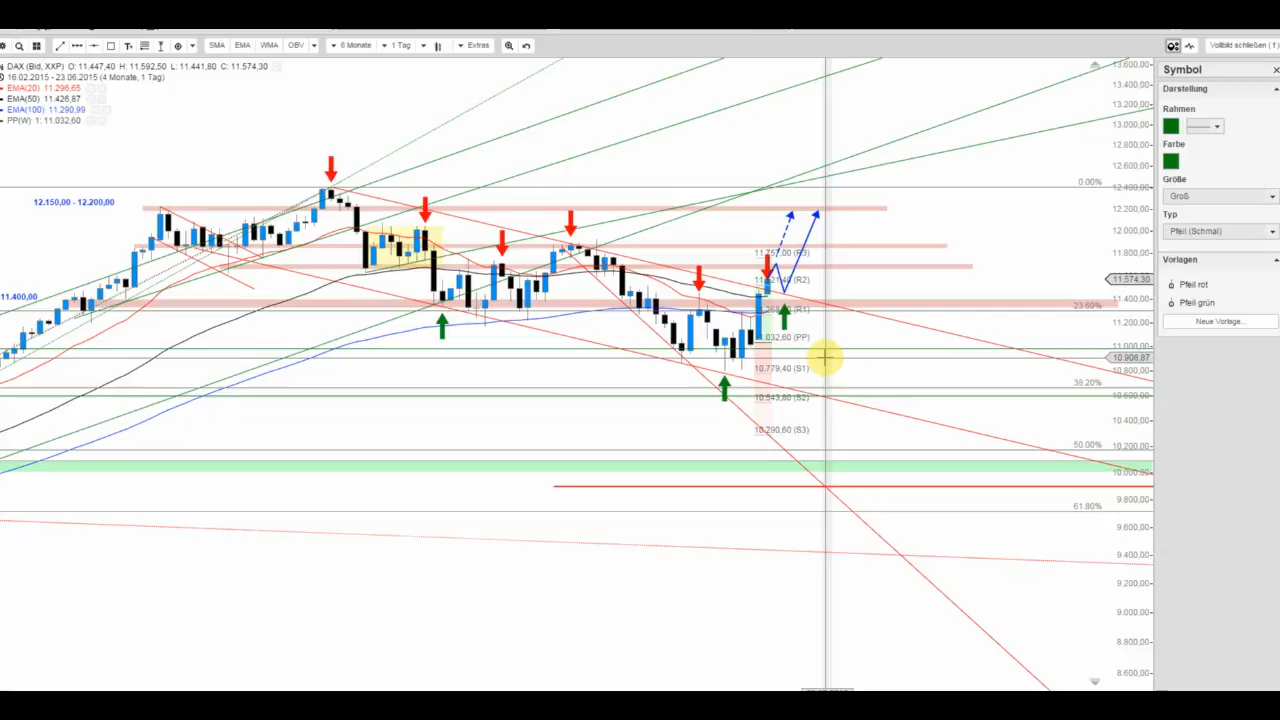 SMA EMA WMA OBV 6 Monate 1 Tag Extras Vollbild schließen ( f )
DAX (Bid, XXP) O: 11.447,40 H: 11.592,50 L: 11.441,80 C: 11.574,30
16.02.2015 - 23.06.2015 (4 Monate, 1 Tag)
EMA(20) 11.296,65
EMA(50) 11.426,87
EMA(100) 11.290,99
PP(W) 1: 11.032,60
12.150,00 - 12.200,00
11.400,00
(R3)
(R2)
(R1)
(PP)
10.779,40 (S1)
10.543,80 (S2)
10.290,60 (S3)
0.00%
23.60%
38.20%
50.00%
61.80%
13.600,00
13.400,00
13.200,00
13.000,00
12.800,00
12.600,00
12.400,00
12.200,00
12.000,00
11.800,00
11.574,30
11.400,00
11.200,00
11.000,00
10.908,87
10.800,00
10.600,00
10.400,00
10.200,00
10.000,00
9.800,00
9.600,00
9.400,00
9.200,00
9.000,00
8.800,00
8.600,00
Symbol
Darstellung
Rahmen
Farbe
Größe
Groß
Typ
Pfeil (Schmal)
Vorlagen
Pfeil rot
Pfeil grün
Neue Vorlage...